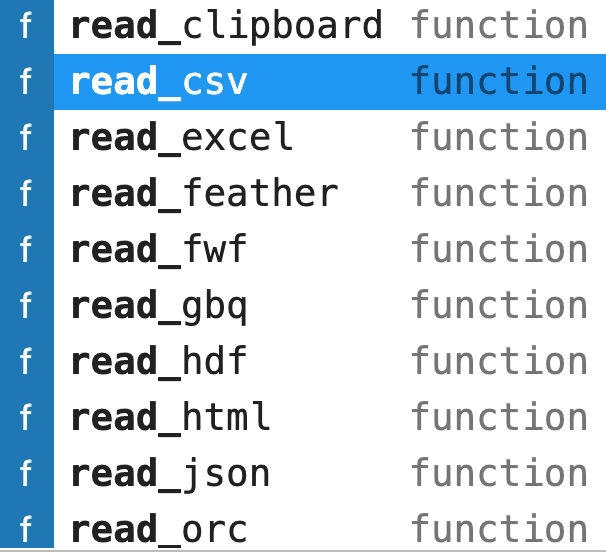 f read_clipboard function
f read_csv function
f read_excel function
f read_feather function
f read_fwf function
f read_gbq function
f read_hdf function
f read_html function
f read_json function
f read_orc function